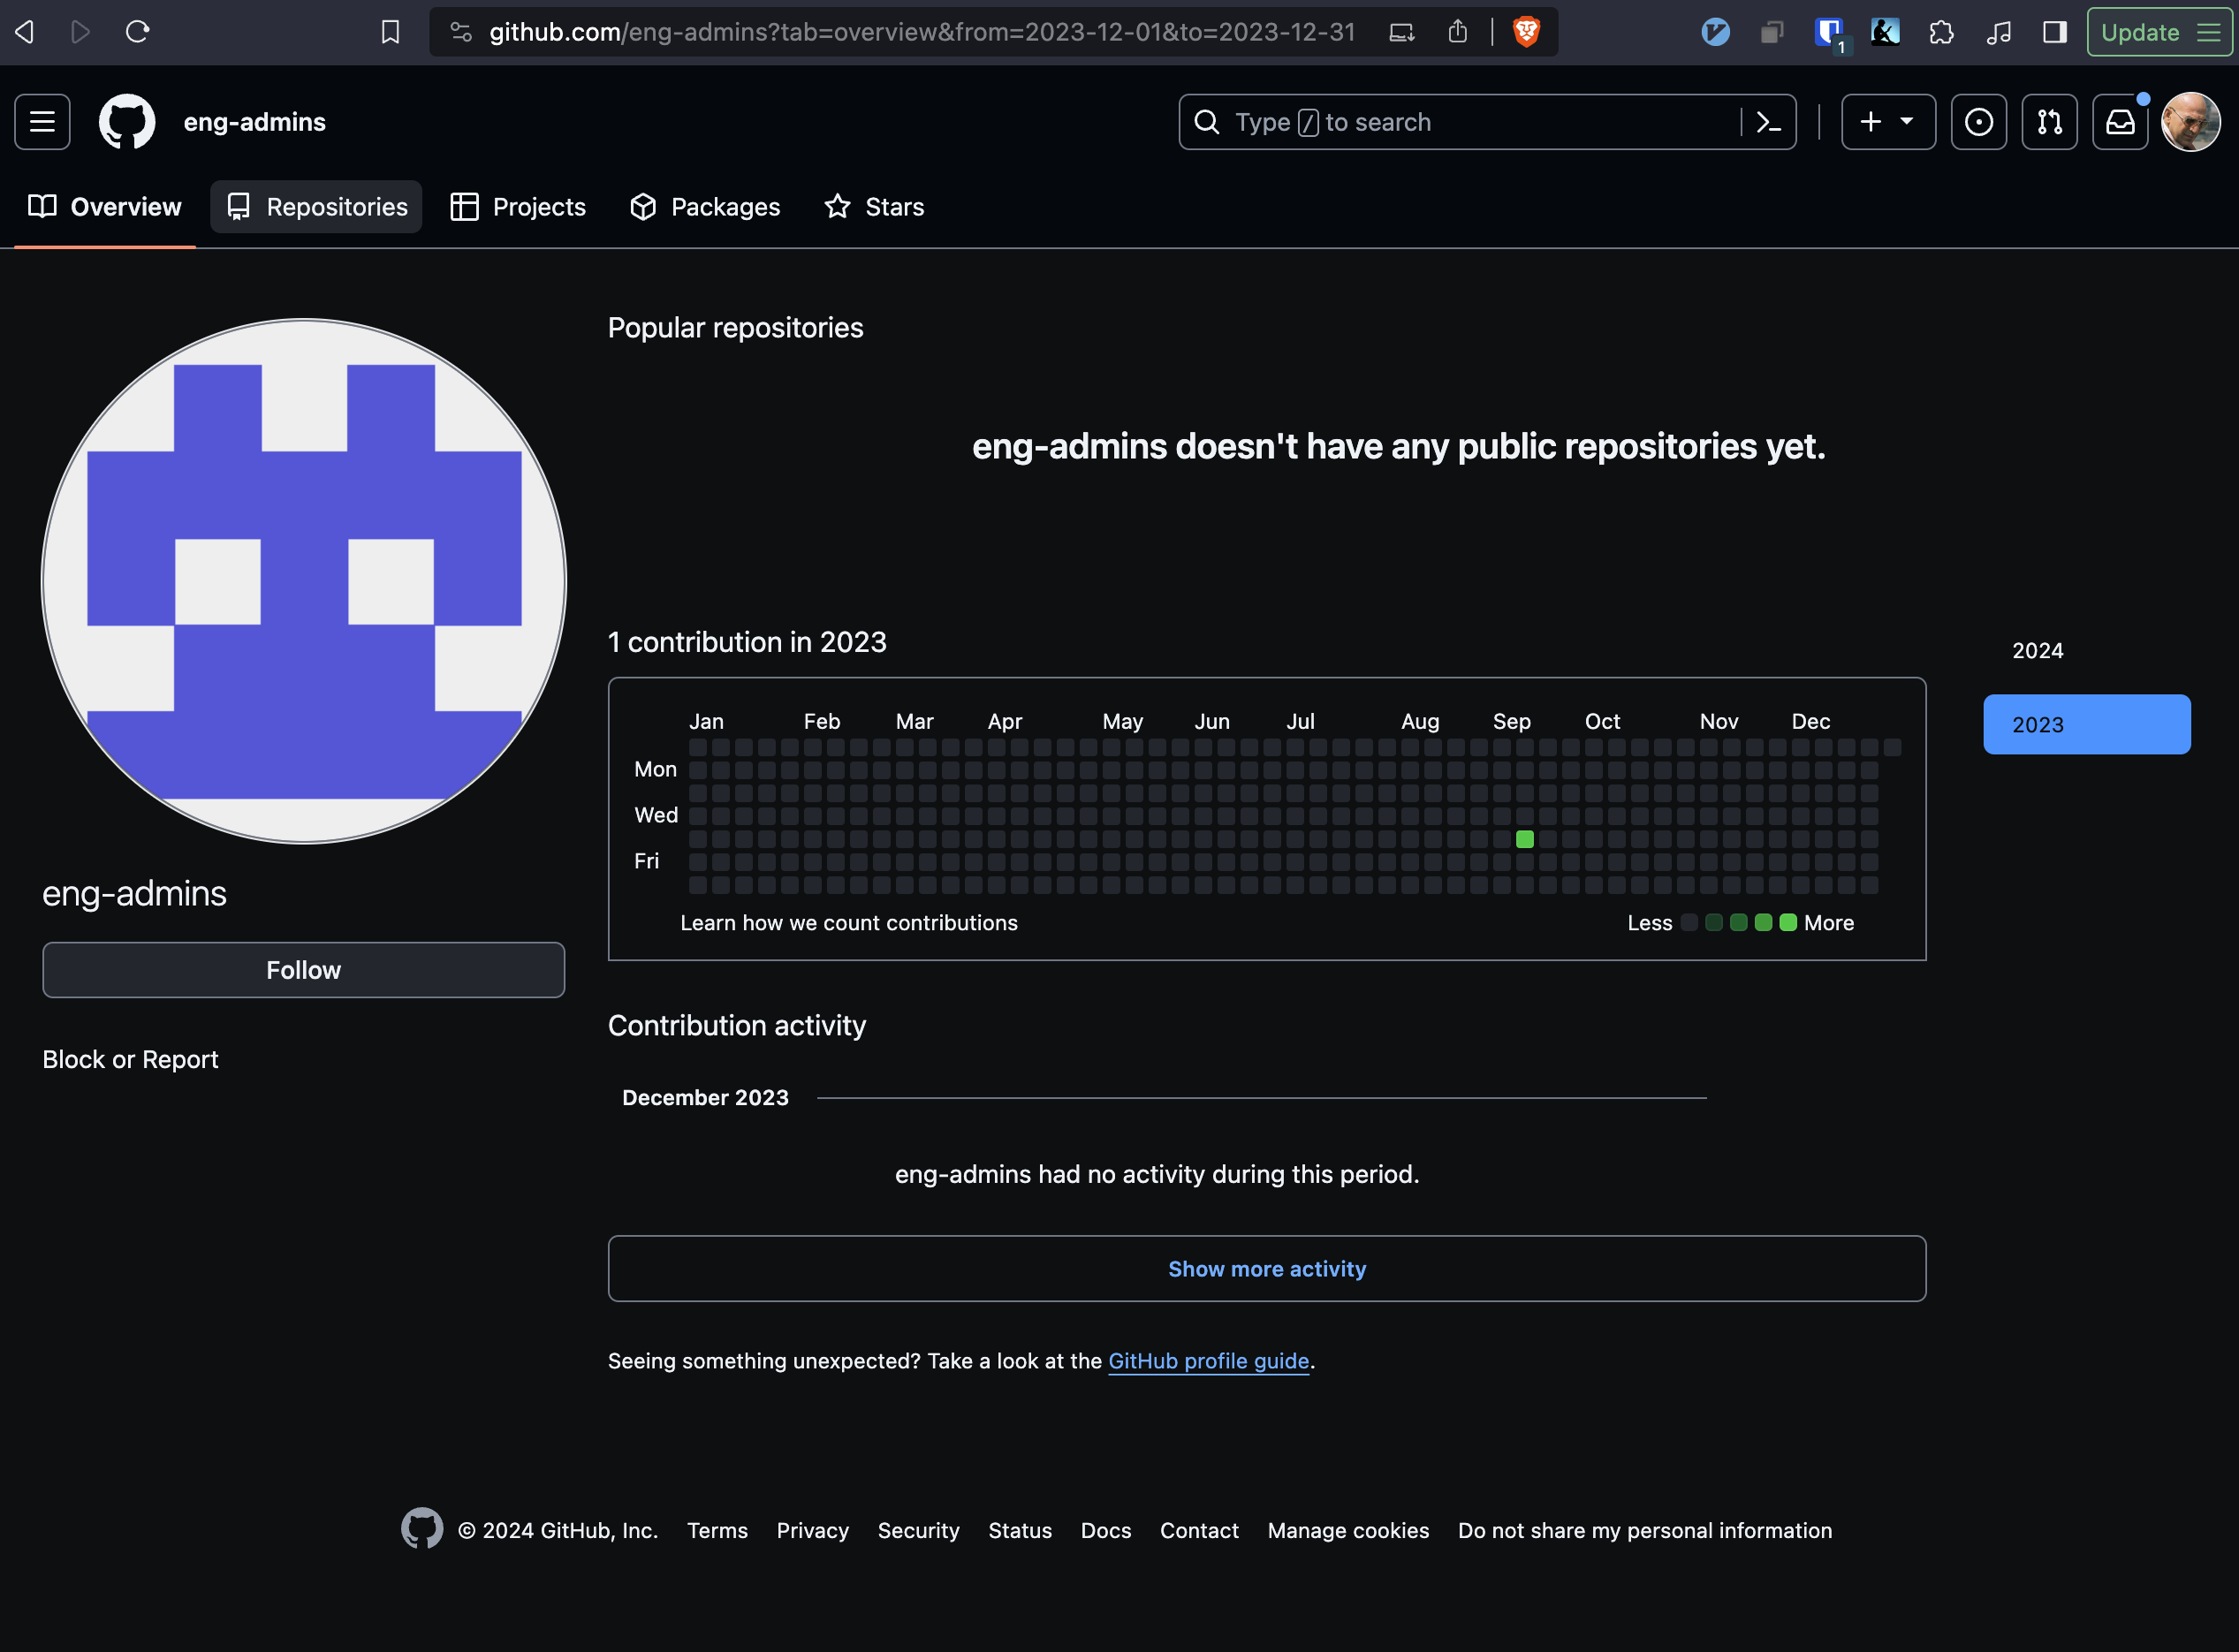 github.com/eng-admins?tab=overview&from=2023-12-01&to=2023-12-31
1
Update
eng-admins
Type / to search
Overview
Repositories
Projects
Packages
Stars
Popular repositories
eng-admins doesn't have any public repositories yet.
1 contribution in 2023
2024
2023
Jan Feb Mar Apr May Jun Jul Aug Sep Oct Nov Dec
Mon
Wed
Fri
Learn how we count contributions
Less More
eng-admins
Follow
Block or Report
Contribution activity
December 2023
eng-admins had no activity during this period.
Show more activity
Seeing something unexpected? Take a look at the GitHub profile guide.
© 2024 GitHub, Inc. Terms Privacy Security Status Docs Contact Manage cookies Do not share my personal information